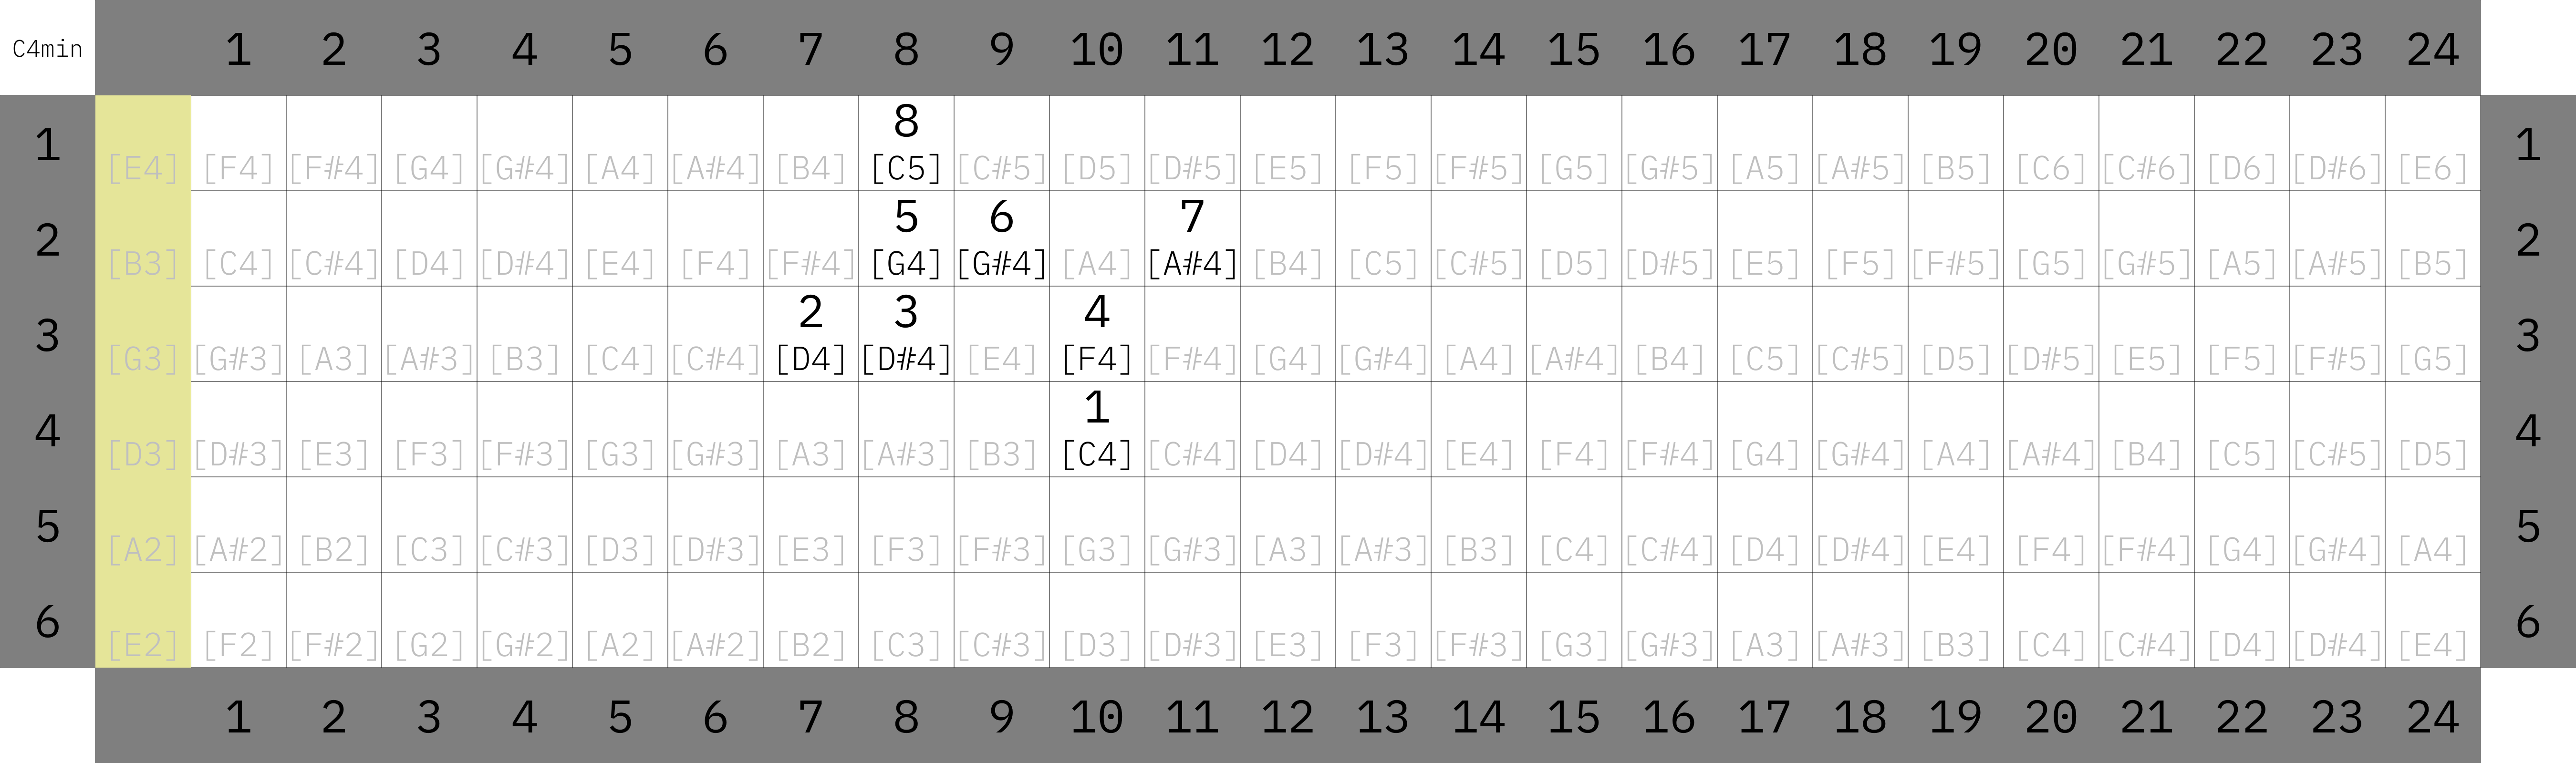 C4min 1 2 3 4 5 6 7 8 9 10 11 12 13 14 15 16 17 18 19 20 21 22 23 24
8
1 [E4] [F4] [F#4] [G4] [G#4] [A4] [A#4] [B4] [C5] [C#5] [D5] [D#5] [E5] [F5] [F#5] [G5] [G#5] [A5] [A#5] [B5] [C6] [C#6] [D6] [D#6] [E6] 1
5 6 7
2 [B3] [C4] [C#4] [D4] [D#4] [E4] [F4] [F#4] [G4] [G#4] [A4] [A#4] [B4] [C5] [C#5] [D5] [D#5] [E5] [F5] [F#5] [G5] [G#5] [A5] [A#5] [B5] 2
2 3 4
3 [G3] [G#3] [A3] [A#3] [B3] [C4] [C#4] [D4] [D#4] [E4] [F4] [F#4] [G4] [G#4] [A4] [A#4] [B4] [C5] [C#5] [D5] [D#5] [E5] [F5] [F#5] [G5] 3
1
4 [D3] [D#3] [E3] [F3] [F#3] [G3] [G#3] [A3] [A#3] [B3] [C4] [C#4] [D4] [D#4] [E4] [F4] [F#4] [G4] [G#4] [A4] [A#4] [B4] [C5] [C#5] [D5] 4
5 [A2] [A#2] [B2] [C3] [C#3] [D3] [D#3] [E3] [F3] [F#3] [G3] [G#3] [A3] [A#3] [B3] [C4] [C#4] [D4] [D#4] [E4] [F4] [F#4] [G4] [G#4] [A4] 5
6 [E2] [F2] [F#2] [G2] [G#2] [A2] [A#2] [B2] [C3] [C#3] [D3] [D#3] [E3] [F3] [F#3] [G3] [G#3] [A3] [A#3] [B3] [C4] [C#4] [D4] [D#4] [E4] 6
1 2 3 4 5 6 7 8 9 10 11 12 13 14 15 16 17 18 19 20 21 22 23 24